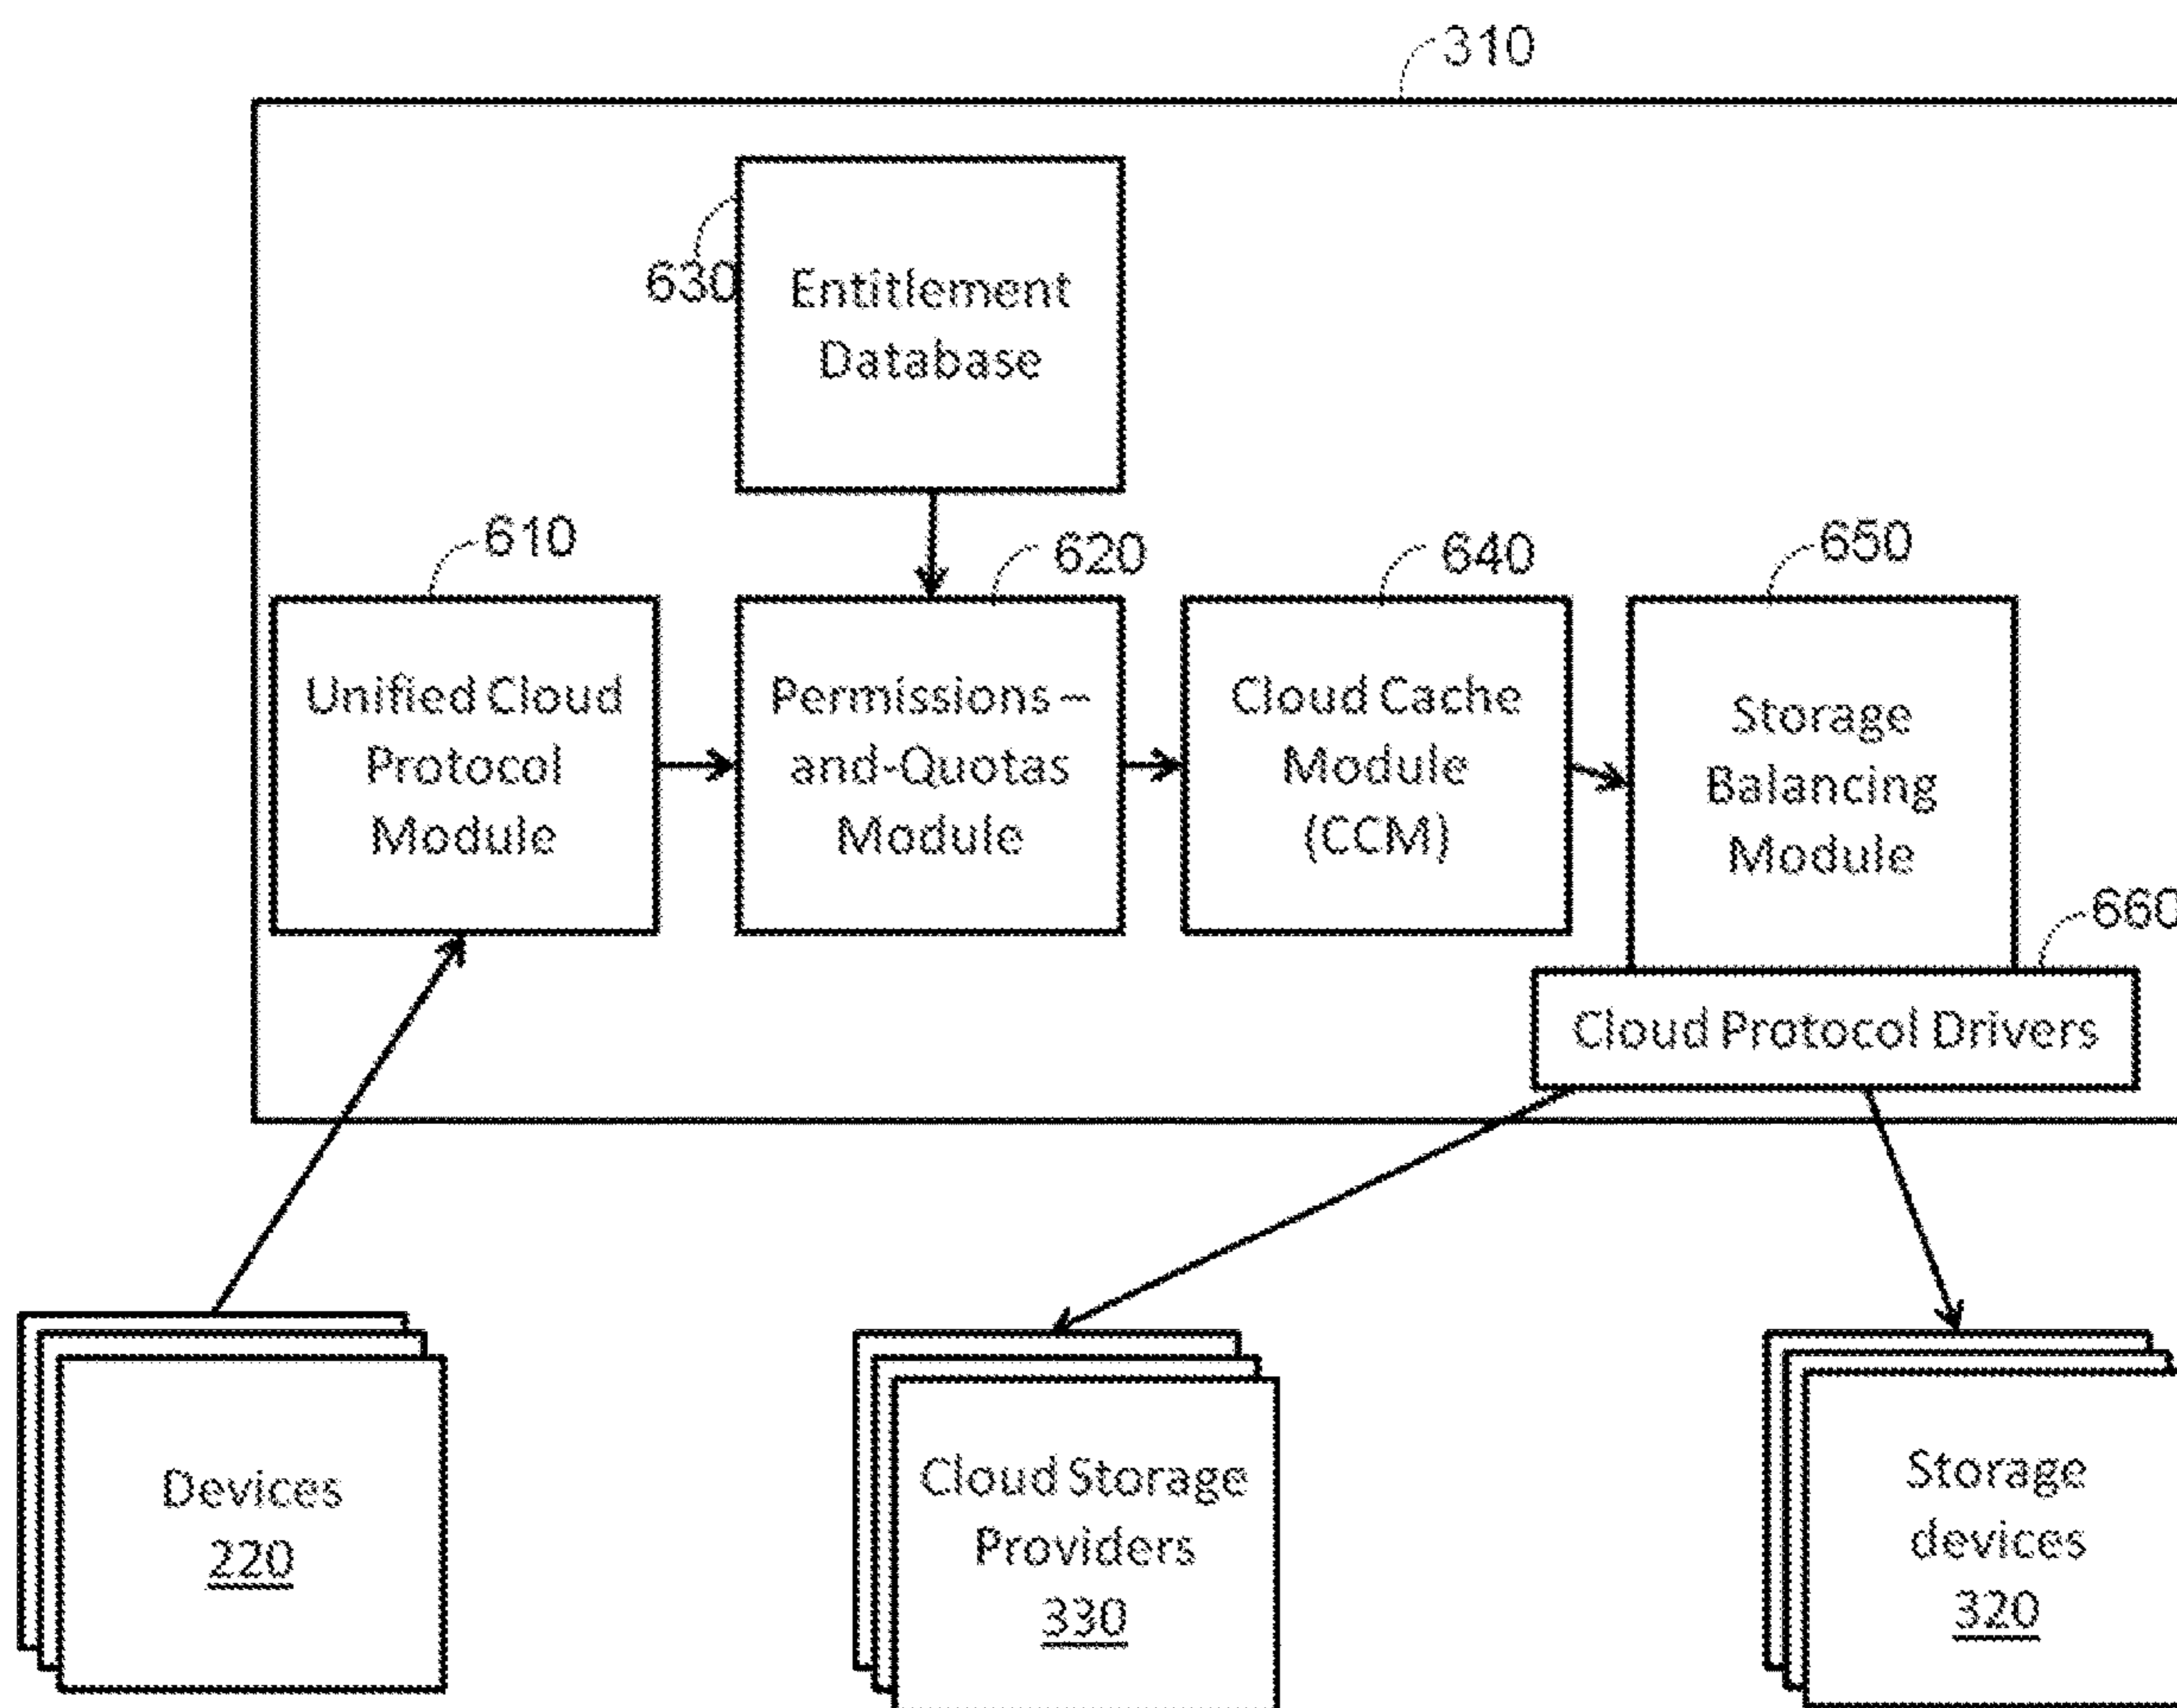 310
630
Entitlement
Database
610
620
640
650
Unified Cloud
Protocol
Module
Permissions –
and-Quotas
Module
Cloud Cache
Module
(CCM)
Storage
Balancing
Module
660
Cloud Protocol Drivers
Devices
220
Cloud Storage
Providers
330
Storage
devices
320